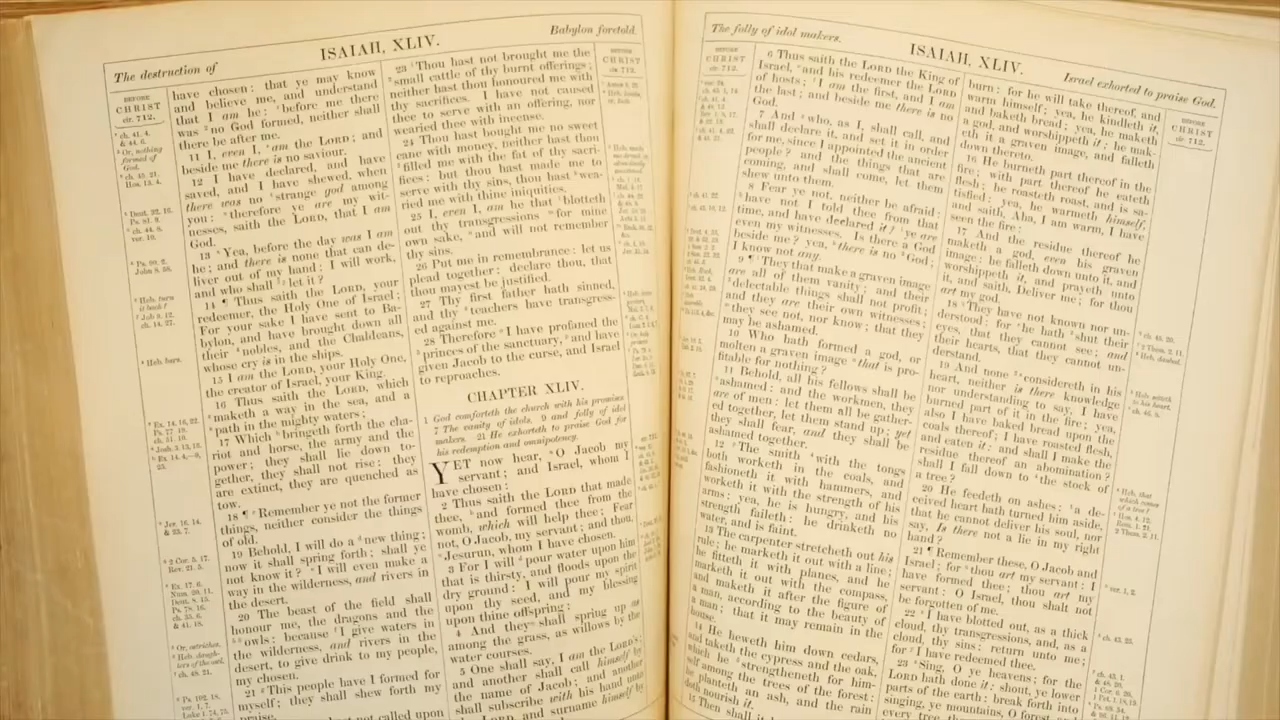 The destruction of
ISAIAH, XLIV.
Babylon foretold.
BEFORE
CHRIST
cir. 712.
have chosen: that ye may know
and believe me, and understand
that I am he: before me there
was no God formed, neither shall
there be after me.
11 I, even I, am the LORD; and
beside me there is no saviour.
12 I have declared, and have
saved, and I have shewed, when
there was no strange god among
you: therefore ye are my wit-
nesses, saith the LORD, that I am
God.
13 Yea, before the day was I am
he; and there is none that can de-
liver out of my hand: I will work,
and who shall let it?
14 ¶ Thus saith the LORD, your
redeemer, the Holy One of Israel;
For your sake I have sent to Ba-
bylon, and have brought down all
their nobles, and the Chaldeans,
whose cry is in the ships.
15 I am the LORD, your Holy One,
the creator of Israel, your King.
16 Thus saith the LORD, which
maketh a way in the sea, and a
path in the mighty waters;
17 Which bringeth forth the cha-
riot and horse, the army and the
power; they shall lie down to-
gether, they shall not rise: they
are extinct, they are quenched as
tow.
18 ¶ Remember ye not the former
things, neither consider the things
of old.
19 Behold, I will do a new thing;
now it shall spring forth; shall ye
not know it? I will even make a
way in the wilderness, and rivers in
the desert.
20 The beast of the field shall
honour me, the dragons and the
owls: because I give waters in
the wilderness, and rivers in the
desert, to give drink to my people,
my chosen.
21 This people have I formed for
myself; they shall shew forth my
praise.
23 Thou hast not brought me the
small cattle of thy burnt offerings;
neither hast thou honoured me with
thy sacrifices. I have not caused
thee to serve with an offering, nor
wearied thee with incense.
24 Thou hast bought me no sweet
cane with money, neither hast thou
filled me with the fat of thy sacri-
fices: but thou hast made me to
serve with thy sins, thou hast wea-
ried me with thine iniquities.
25 I, even I, am he that blotteth
out thy transgressions for mine
own sake, and will not remember
thy sins.
26 Put me in remembrance: let us
plead together: declare thou, that
thou mayest be justified.
27 Thy first father hath sinned,
and thy teachers have transgress-
ed against me.
28 Therefore I have profaned the
princes of the sanctuary, and have
given Jacob to the curse, and Israel
to reproaches.
CHAPTER XLIV.
1 God comforteth the church with his promises
7 The vanity of idols, 9 and folly of idol
makers. 21 He exhorteth to praise God for
his redemption and omnipotency.
YET now hear, O Jacob my
servant; and Israel, whom I
have chosen:
2 Thus saith the LORD that made
thee, and formed thee from the
womb, which will help thee; Fear
not, O Jacob, my servant; and thou,
Jesurun, whom I have chosen.
3 For I will pour water upon him
that is thirsty, and floods upon the
dry ground: I will pour my spirit
upon thy seed, and my blessing
upon thine offspring:
4 And they shall spring up as
among the grass, as willows by the
water courses.
5 One shall say, I am the LORD'S;
and another shall call himself by
the name of Jacob; and another
shall subscribe with his hand unto
the LORD, and surname himself by
The folly of idol makers.
ISAIAH, XLIV.
Israel exhorted to praise God.
BEFORE
CHRIST
cir. 712.
6 Thus saith the LORD the King of
Israel, and his redeemer the LORD
of hosts; I am the first, and I am
the last; and beside me there is no
God.
7 And who, as I, shall call, and
shall declare it, and set it in order
for me, since I appointed the ancient
people? and the things that are
coming, and shall come, let them
shew unto them.
8 Fear ye not, neither be afraid:
have not I told thee from that
time, and have declared it? ye are
even my witnesses. Is there a God
beside me? yea, there is no God;
I know not any.
9 ¶ They that make a graven image
are all of them vanity; and their
delectable things shall not profit;
and they are their own witnesses;
they see not, nor know; that they
may be ashamed.
10 Who hath formed a god, or
molten a graven image that is pro-
fitable for nothing?
11 Behold, all his fellows shall be
ashamed: and the workmen, they
are of men: let them all be gather-
ed together, let them stand up; yet
they shall fear, and they shall be
ashamed together.
12 The smith with the tongs
both worketh in the coals, and
fashioneth it with hammers, and
worketh it with the strength of his
arms: yea, he is hungry, and his
strength faileth: he drinketh no
water, and is faint.
13 The carpenter stretcheth out his
rule; he marketh it out with a line;
he fitteth it with planes, and he
marketh it out with the compass,
and maketh it after the figure of
a man, according to the beauty of
a man; that it may remain in the
house.
14 He heweth him down cedars,
and taketh the cypress and the oak,
which he strengtheneth for him-
self among the trees of the forest:
he planteth an ash, and the rain
doth nourish it.
15 Then shall it
burn: for he will take thereof, and
warm himself; yea, he kindleth it,
and baketh bread; yea, he maketh
a god, and worshippeth it; he mak-
eth it a graven image, and falleth
down thereto.
16 He burneth part thereof in the
fire; with part thereof he eateth
flesh; he roasteth roast, and is sa-
tisfied: yea, he warmeth himself,
and saith, Aha, I am warm, I have
seen the fire:
17 And the residue thereof he
maketh a god, even his graven
image: he falleth down unto it, and
worshippeth it, and prayeth unto
it, and saith, Deliver me; for thou
art my god.
18 They have not known nor un-
derstood: for he hath shut their
eyes, that they cannot see; and
their hearts, that they cannot un-
derstand.
19 And none considereth in his
heart, neither is there knowledge
nor understanding to say, I have
burned part of it in the fire; yea,
also I have baked bread upon the
coals thereof; I have roasted flesh,
and eaten it: and shall I make the
residue thereof an abomination?
shall I fall down to the stock of
a tree?
20 He feedeth on ashes: a de-
ceived heart hath turned him aside,
that he cannot deliver his soul, nor
say, Is there not a lie in my right
hand?
21 ¶ Remember these, O Jacob and
Israel; for thou art my servant: I
have formed thee; thou art my
servant: O Israel, thou shalt not
be forgotten of me.
22 I have blotted out, as a thick
cloud, thy transgressions, and, as a
cloud, thy sins: return unto me;
for I have redeemed thee.
23 Sing, O ye heavens; for the
LORD hath done it: shout, ye lower
parts of the earth: break forth into
singing, ye mountains, O forest, and
BEFORE
CHRIST
cir. 712.